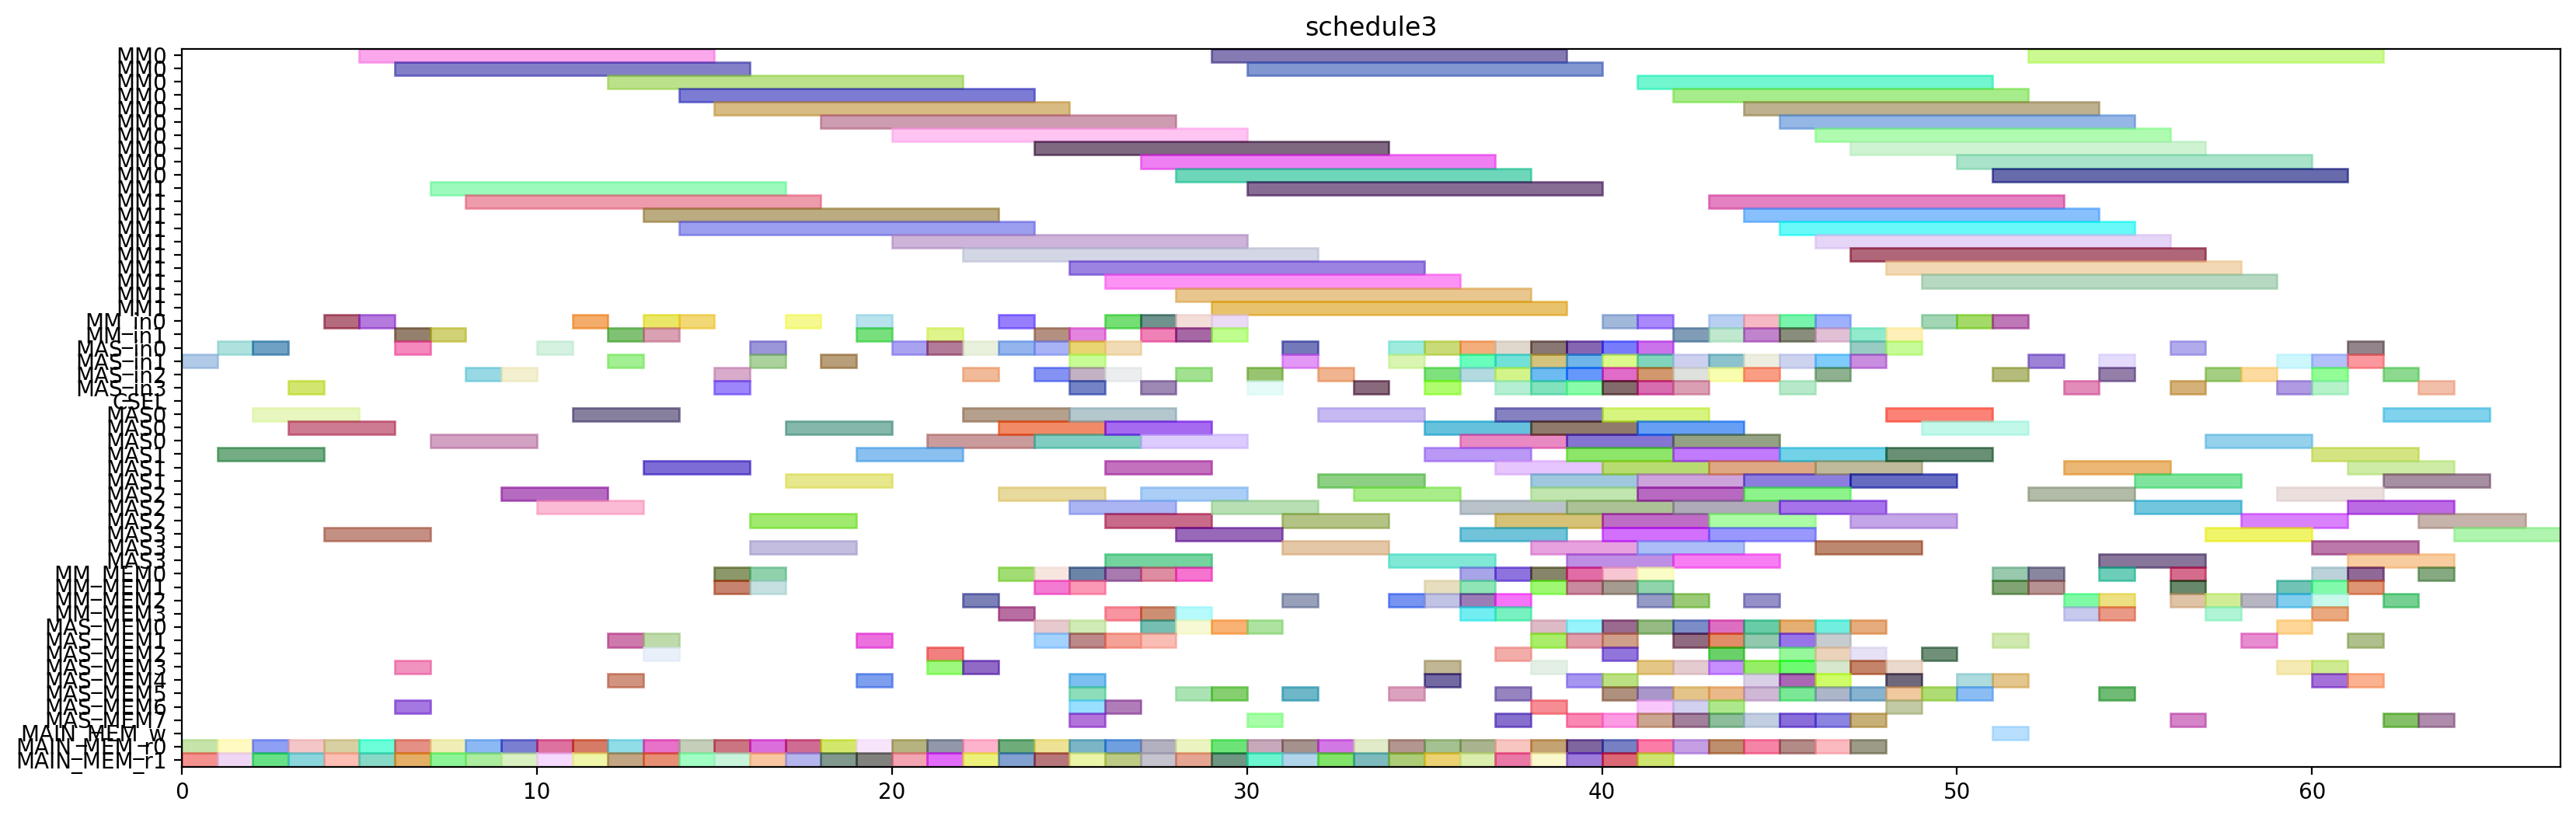 schedule3
MM0
MM0
MM0
MM0
MM0
MM0
MM0
MM0
MM0
MM0
MM1
MM1
MM1
MM1
MM1
MM1
MM1
MM1
MM1
MM1
MM_in0
MM_in1
MAS_in0
MAS_in1
MAS_in2
MAS_in3
CSEL
MAS0
MAS0
MAS0
MAS1
MAS1
MAS1
MAS2
MAS2
MAS2
MAS3
MAS3
MAS3
MM_MEM0
MM_MEM1
MM_MEM2
MM_MEM3
MAS_MEM0
MAS_MEM1
MAS_MEM2
MAS_MEM3
MAS_MEM4
MAS_MEM5
MAS_MEM6
MAS_MEM7
MAIN_MEM_w
MAIN_MEM_r0
MAIN_MEM_r1
0 10 20 30 40 50 60